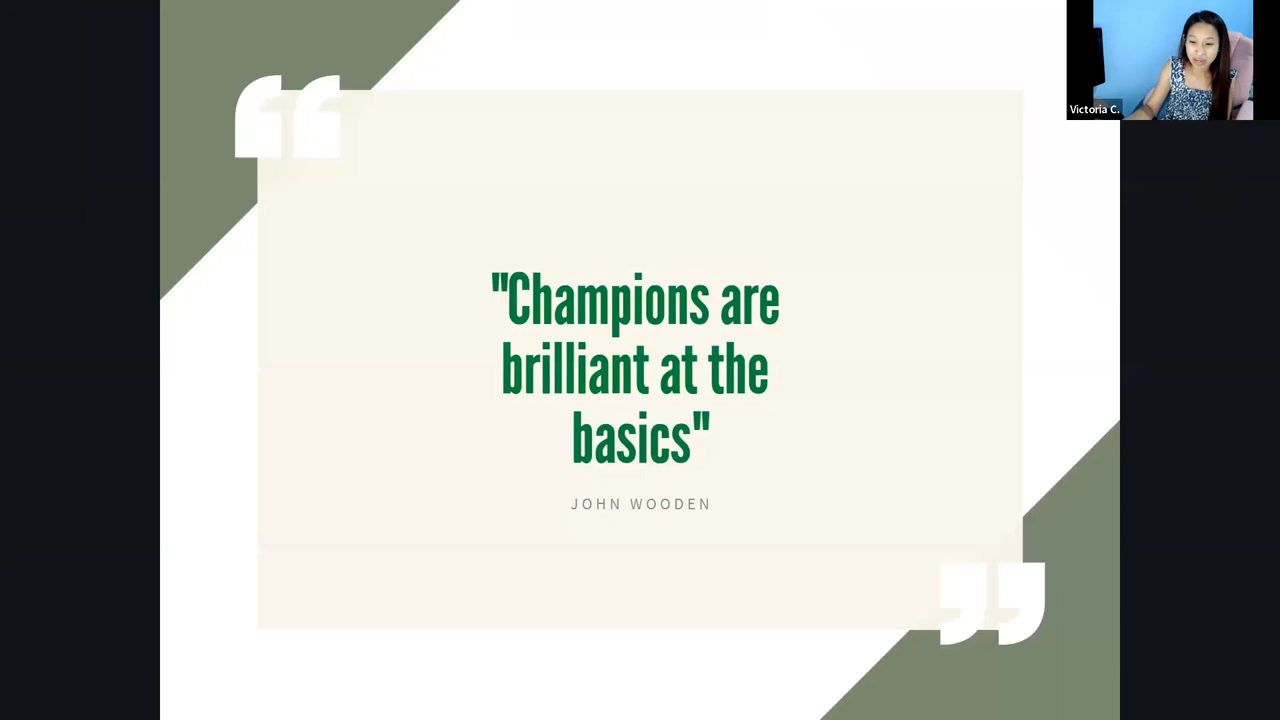 Victoria C.
"Champions are
brilliant at the
basics"
JOHN WOODEN